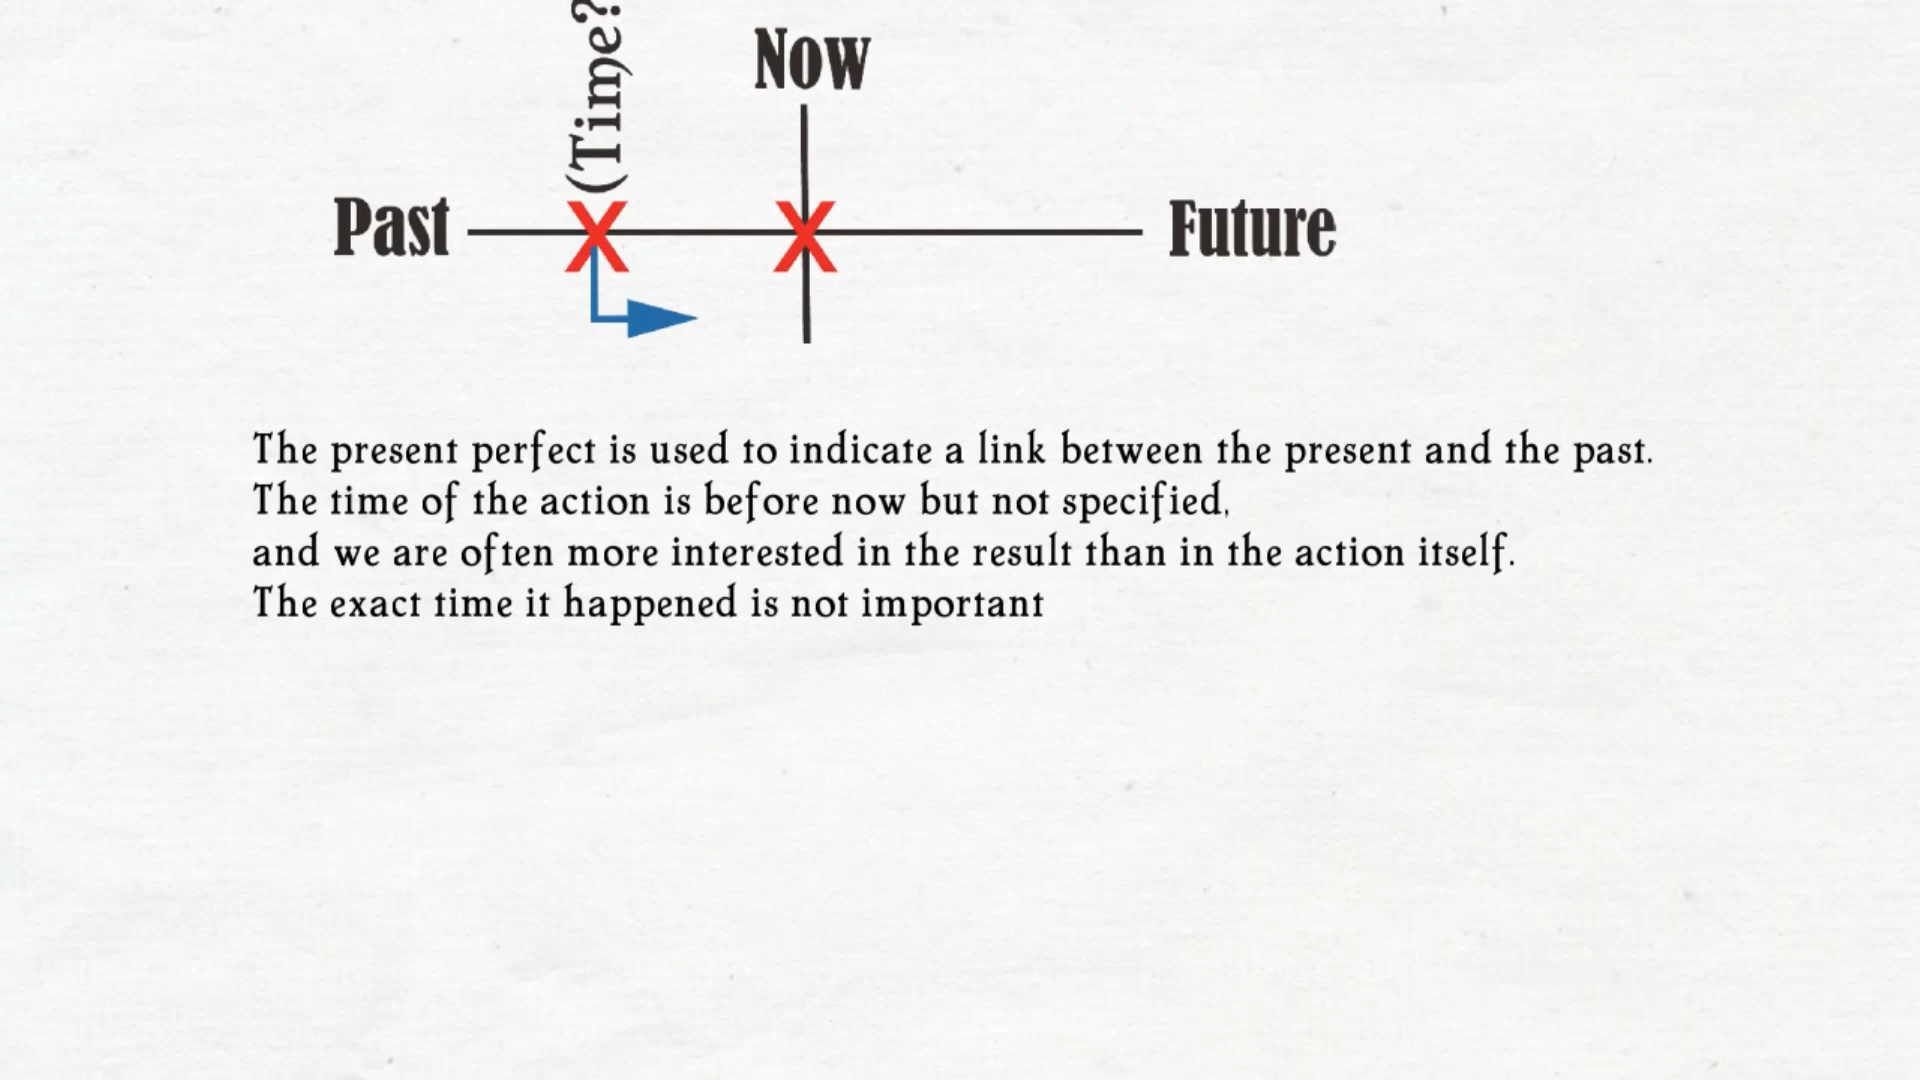 (Time?
Now
Past
Future
The present perfect is used to indicate a link between the present and the past.
The time of the action is before now but not specified,
and we are often more interested in the result than in the action itself.
The exact time it happened is not important